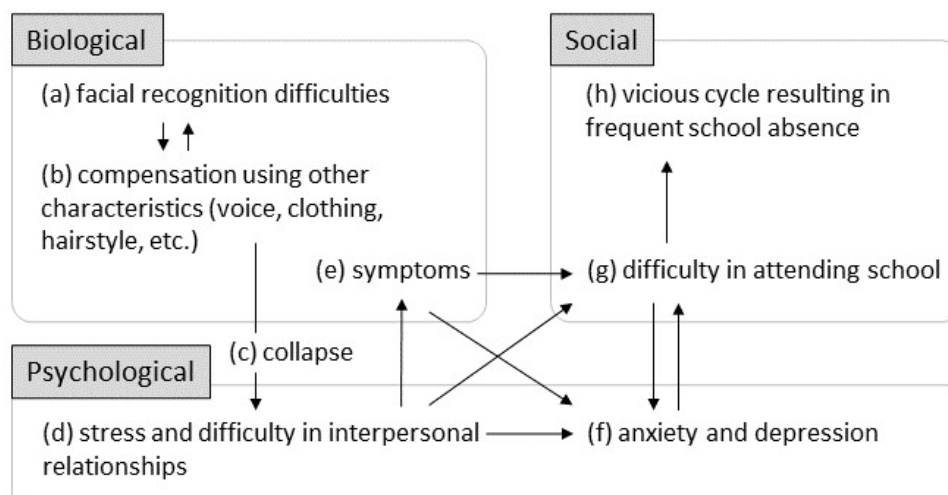 Biological
(a) facial recognition difficulties
(b) compensation using other
characteristics (voice, clothing,
hairstyle, etc.)
(e) symptoms
Social
(h) vicious cycle resulting in
frequent school absence
(g) difficulty in attending school
(c) collapse
Psychological
(d) stress and difficulty in interpersonal
relationships
(f) anxiety and depression